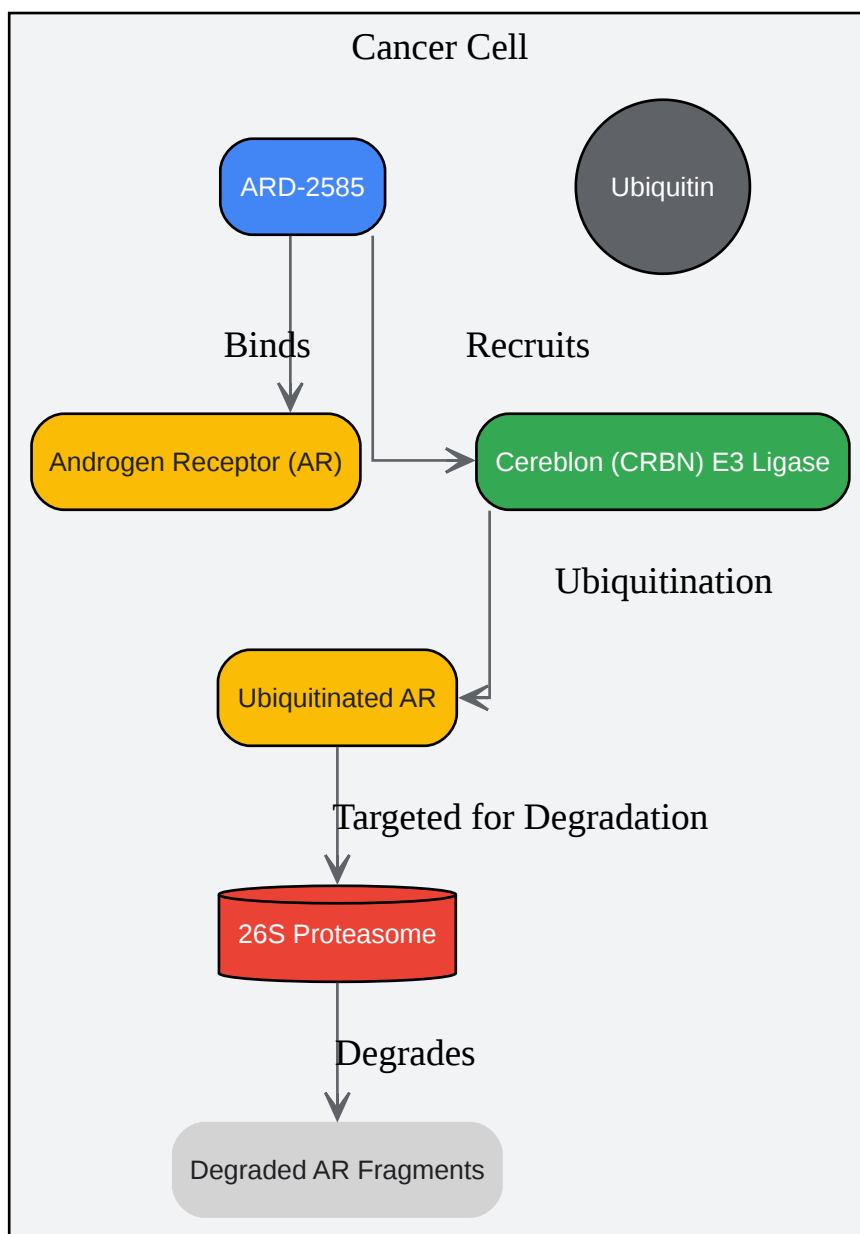 Cancer Cell
ARD-2585
Ubiquitin
Binds
Recruits
Androgen Receptor (AR)
Cereblon (CRBN) E3 Ligase
Ubiquitination
Ubiquitinated AR
Targeted for Degradation
26S Proteasome
Degrades
Degraded AR Fragments